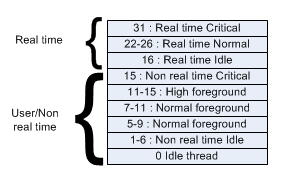 Real time
31 : Real time Critical
22-26 : Real time Normal
16 : Real time Idle
User/Non
real time
15 : Non real time Critical
11-15 : High foreground
7-11 : Normal foreground
5-9 : Normal foreground
1-6 : Non real time Idle
0 Idle thread